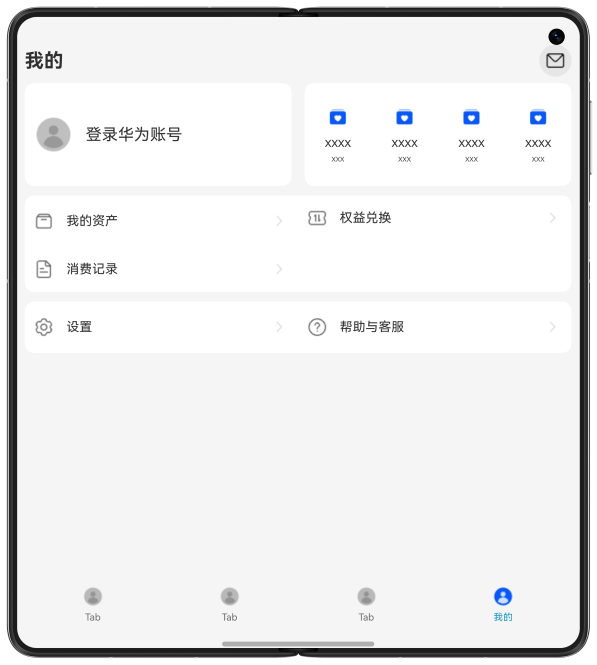 我的
登录华为账号
xxxx xxxx xxxx xxxx
xxx xxx xxx xxx
我的资产
权益兑换
消费记录
设置
帮助与客服
Tab Tab Tab 我的